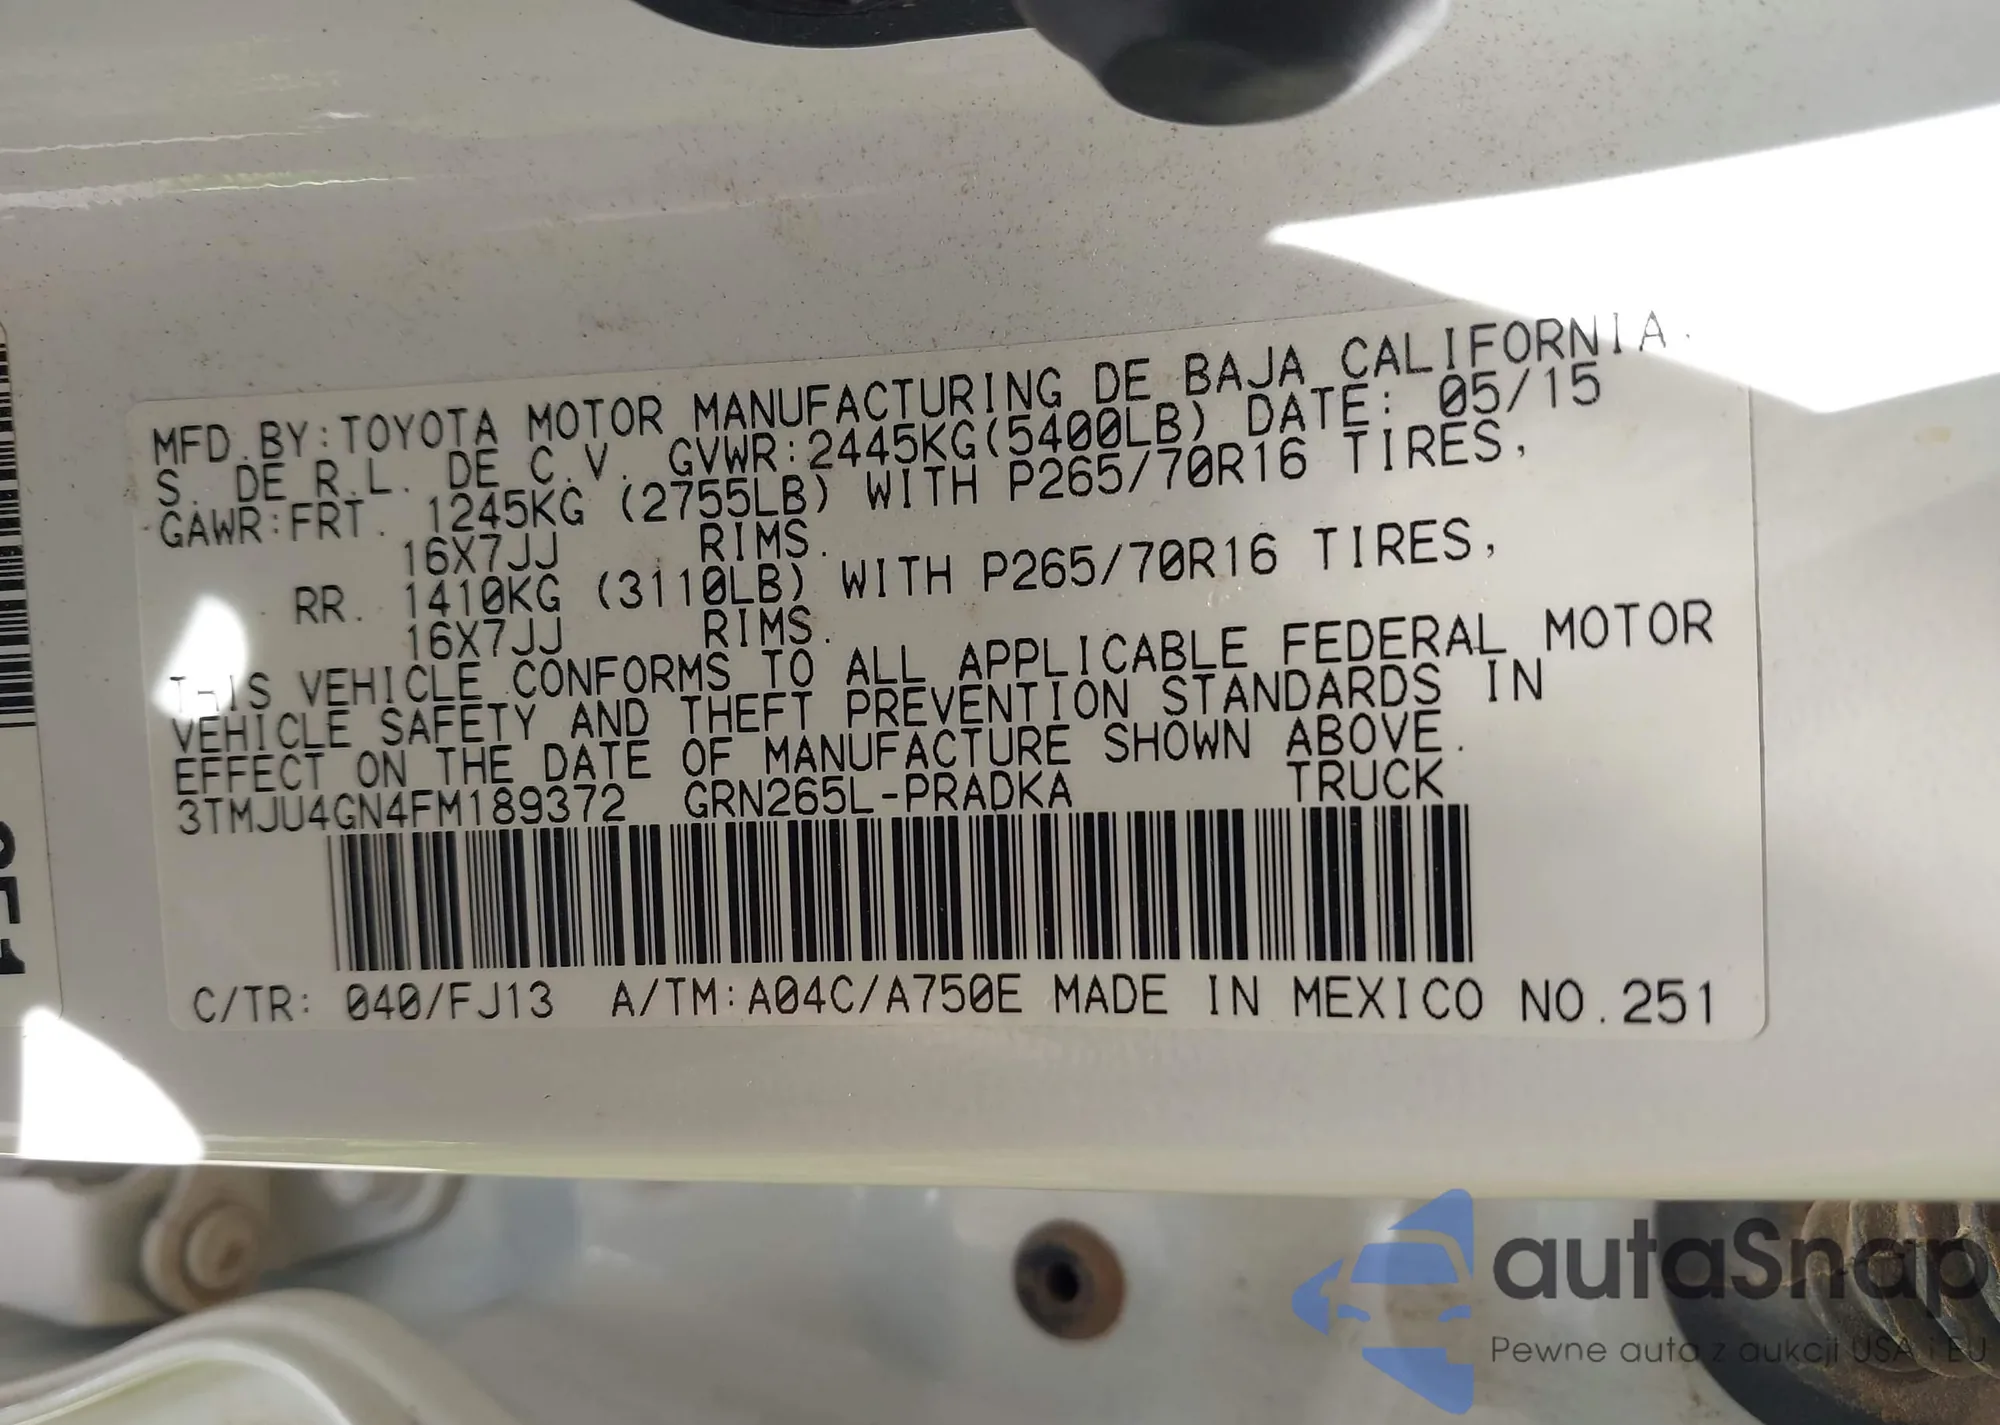 MFD.BY:TOYOTA MOTOR MANUFACTURING DE BAJA CALIFORNIA.
S. DE R.L. DE C.V. GVWR:2445KG(5400LB) DATE: 05/15
GAWR:FRT. 1245KG (2755LB) WITH P265/70R16 TIRES,
16X7JJ RIMS.
RR. 1410KG (3110LB) WITH P265/70R16 TIRES,
16X7JJ RIMS.
THIS VEHICLE CONFORMS TO ALL APPLICABLE FEDERAL MOTOR
VEHICLE SAFETY AND THEFT PREVENTION STANDARDS IN
EFFECT ON THE DATE OF MANUFACTURE SHOWN ABOVE.
3TMJU4GN4FM189372 GRN265L-PRADKA TRUCK
C/TR: 040/FJ13 A/TM:A04C/A750E MADE IN MEXICO NO.251
autaSnap
Pewne auta z aukcji USA i EU